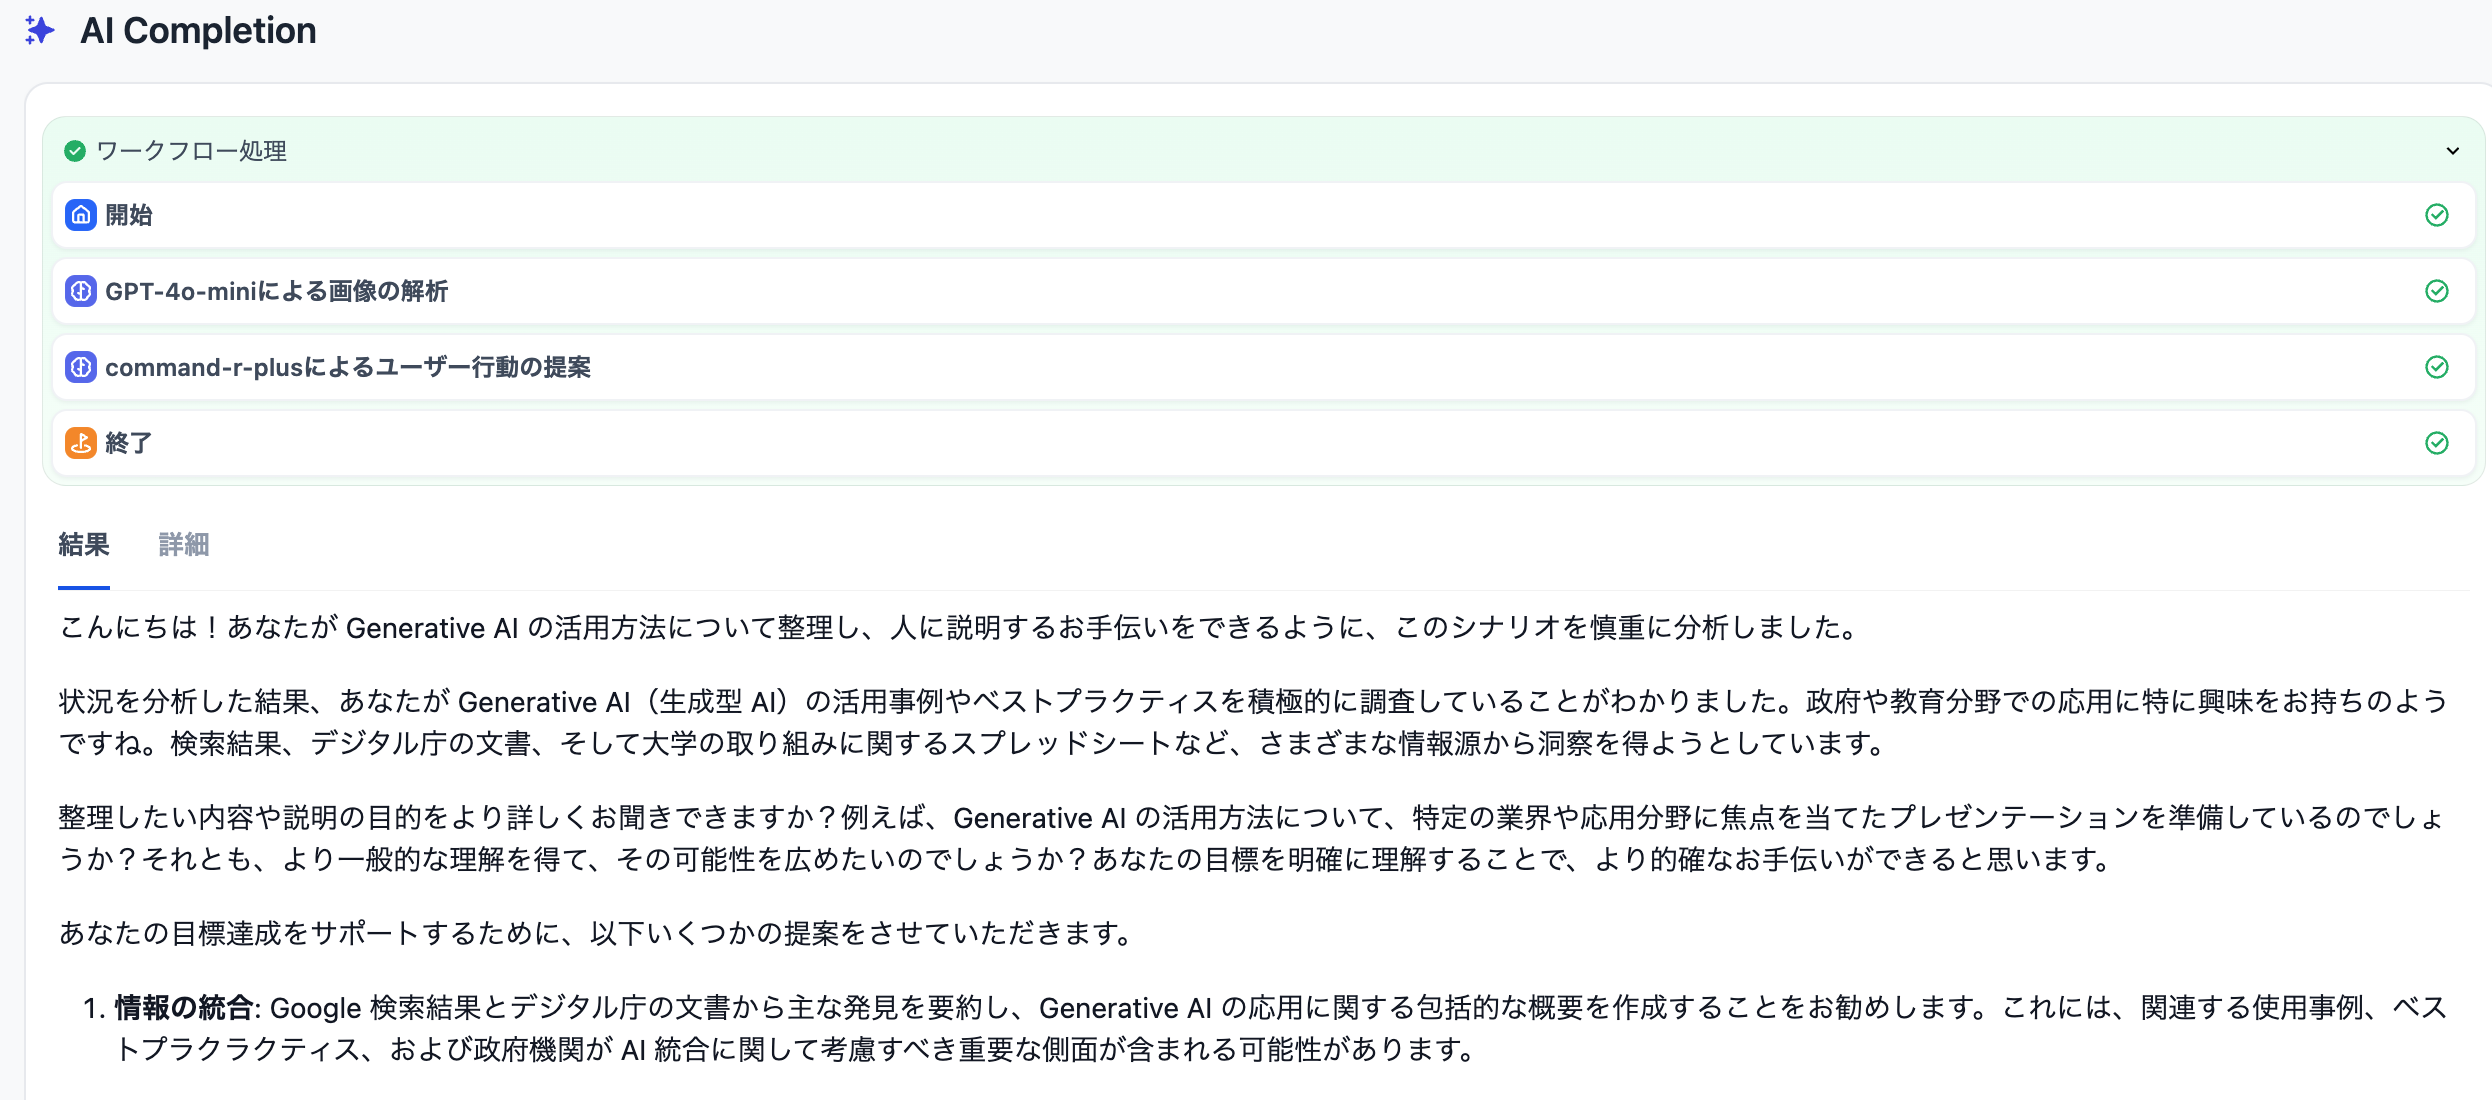 AI Completion
ワークフロー処理
開始
GPT-4o-miniによる画像の解析
command-r-plusによるユーザー行動の提案
終了
結果 詳細
こんにちは！あなたが Generative AI の活用方法について整理し、人に説明するお手伝いをできるように、このシナリオを慎重に分析しました。
状況を分析した結果、あなたが Generative AI（生成型 AI）の活用事例やベストプラクティスを積極的に調査していることがわかりました。政府や教育分野での応用に特に興味をお持ちのよう
ですね。検索結果、デジタル庁の文書、そして大学の取り組みに関するスプレッドシートなど、さまざまな情報源から洞察を得ようとしています。
整理したい内容や説明の目的をより詳しくお聞きできますか？例えば、Generative AI の活用方法について、特定の業界や応用分野に焦点を当てたプレゼンテーションを準備しているのでしょ
うか？それとも、より一般的な理解を得て、その可能性を広めたいのでしょうか？あなたの目標を明確に理解することで、より的確なお手伝いができると思います。
あなたの目標達成をサポートするために、以下いくつかの提案をさせていただきます。
1. 情報の統合: Google 検索結果とデジタル庁の文書から主な発見を要約し、Generative AI の応用に関する包括的な概要を作成することをお勧めします。これには、関連する使用事例、ベス
トプラクラクティス、および政府機関が AI 統合に関して考慮すべき重要な側面が含まれる可能性があります。